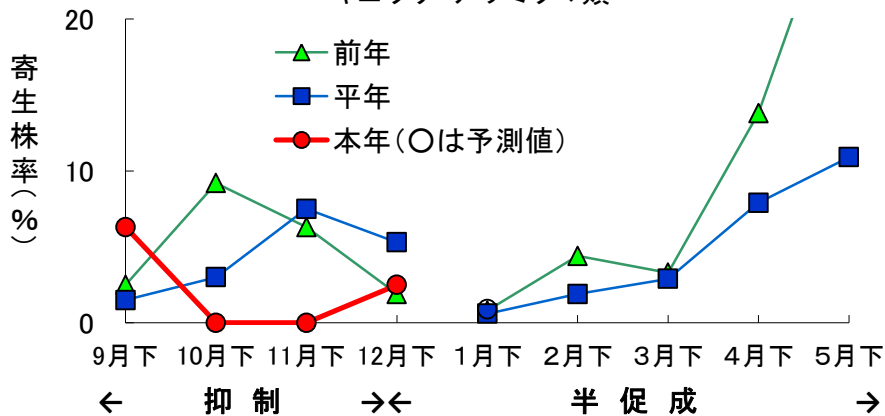 20
前年
平年
本年(○は予測値)
寄生株率(%)
10
0
9月下 10月下 11月下 12月下 1月下 2月下 3月下 4月下 5月下
← 抑 制 →← 半 促 成 →